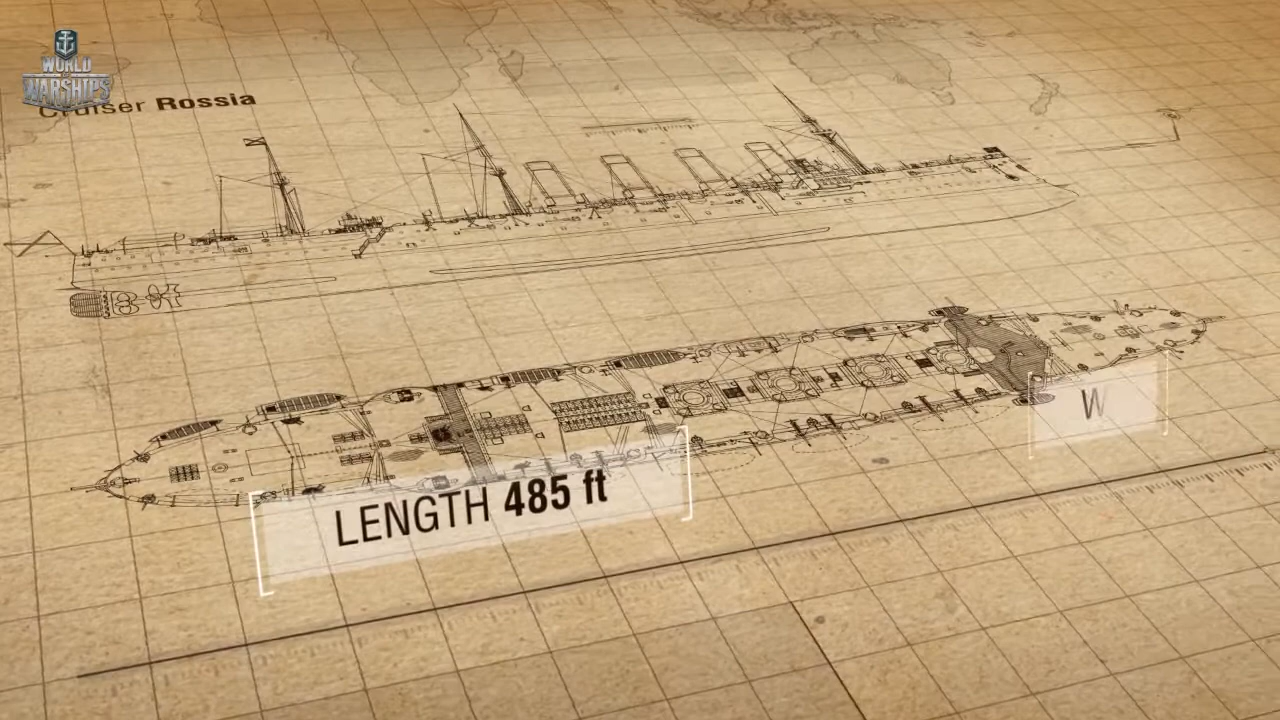 WORLD
OF
WARSHIPS
Cruiser Rossia
LENGTH 485 ft
W